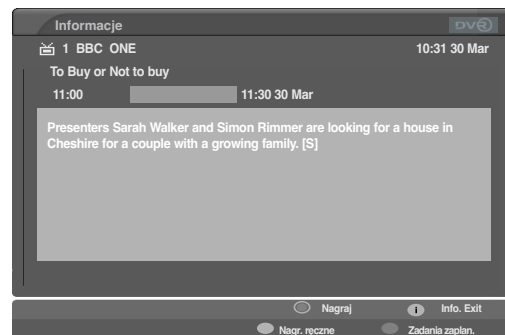 Informacje
DVR
1 BBC ONE 10:31 30 Mar
To Buy or Not to buy
11:00 11:30 30 Mar
Presenters Sarah Walker and Simon Rimmer are looking for a house in
Cheshire for a couple with a growing family. [S]
Nagraj i Info. Exit
Nagr. ręczne Zadania zaplan.